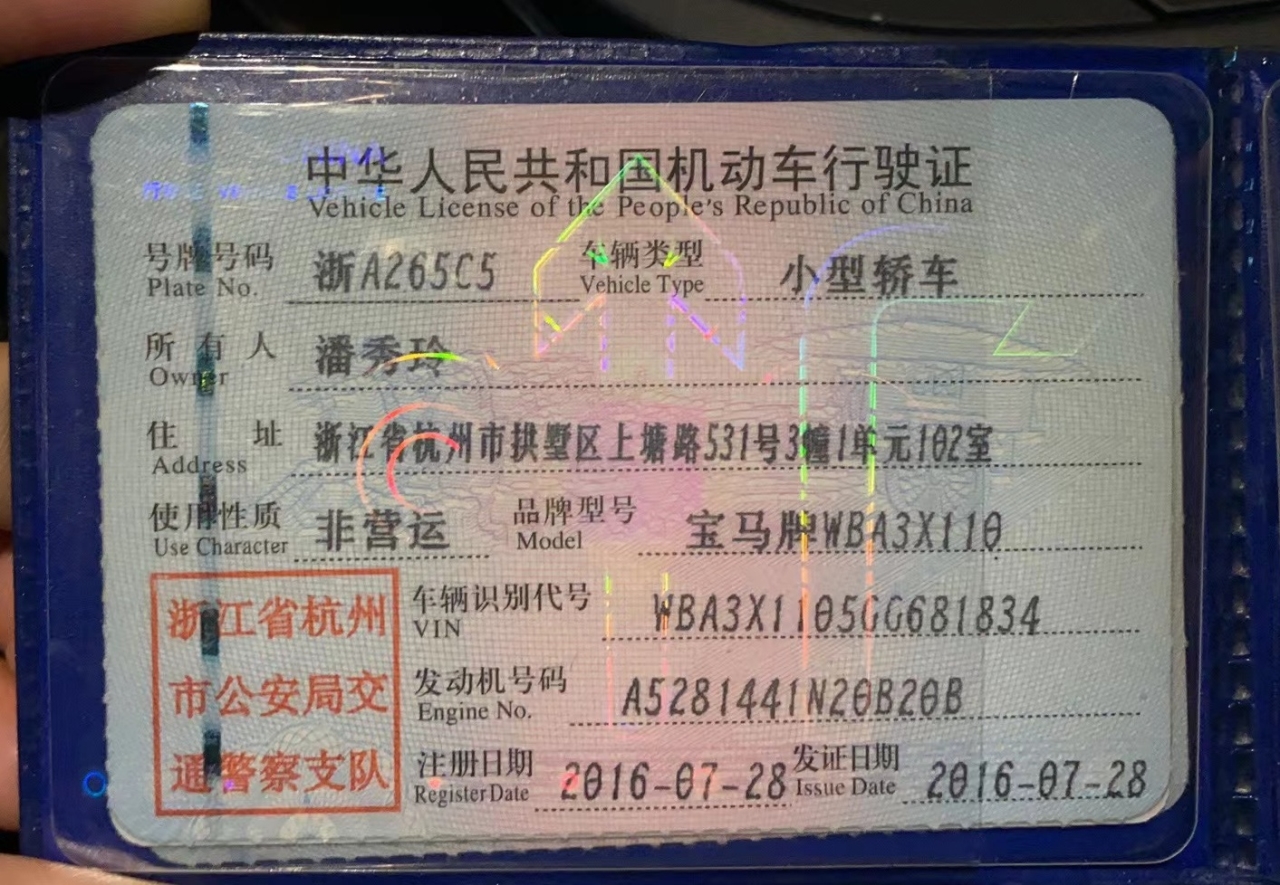 中华人民共和国机动车行驶证
Vehicle License of the People's Republic of China
号牌号码 浙A265C5 车辆类型 小型轿车
Plate No. Vehicle Type
所有人 潘秀玲
Owner
住址 浙江省杭州市拱墅区上塘路531号3幢1单元102室
Address
使用性质 非营运 品牌型号 宝马牌WBA3X110
Use Character Model
浙江省杭州
市公安局交
通警察支队
车辆识别代号 WBA3X1105GG681834
VIN
发动机号码 A5281441N20B20B
Engine No.
注册日期 2016-07-28 发证日期 2016-07-28
Register Date Issue Date